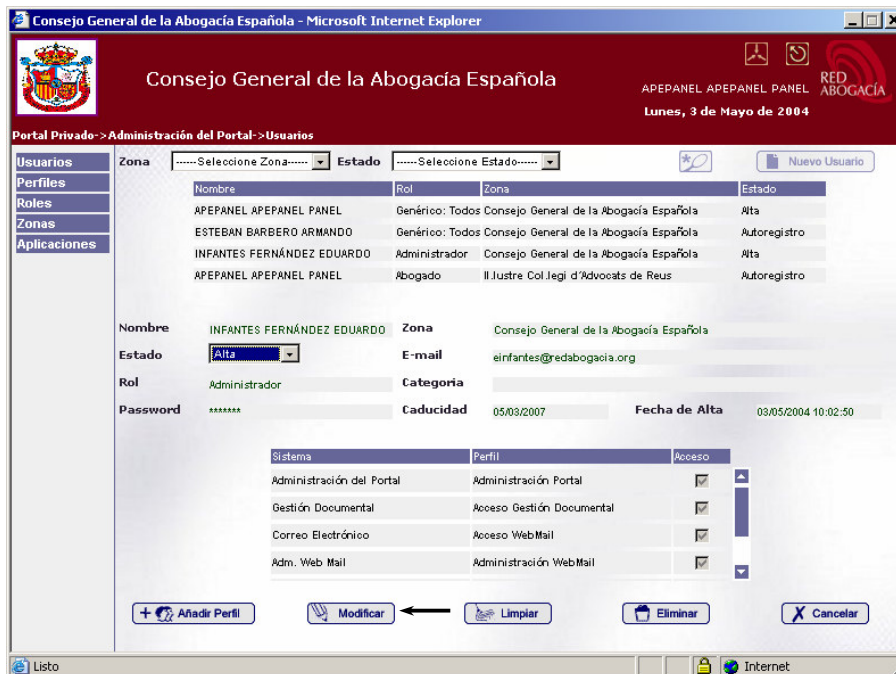 Consejo General de la Abogacía Española - Microsoft Internet Explorer
Consejo General de la Abogacía Española
APEPANEL APEPANEL PANEL
RED
ABOGACÍA
Lunes, 3 de Mayo de 2004
Portal Privado->Administración del Portal->Usuarios
Usuarios
Perfiles
Roles
Zonas
Aplicaciones
Zona ------Seleccione Zona------ Estado ------Seleccione Estado------ Nuevo Usuario
Nombre Rol Zona Estado
APEPANEL APEPANEL PANEL Genérico: Todos Consejo General de la Abogacía Española Alta
ESTEBAN BARBERO ARMANDO Genérico: Todos Consejo General de la Abogacía Española Autoregistro
INFANTES FERNÁNDEZ EDUARDO Administrador Consejo General de la Abogacía Española Alta
APEPANEL APEPANEL PANEL Abogado Il.lustre Col.legi d'Advocats de Reus Autoregistro
Nombre INFANTES FERNÁNDEZ EDUARDO Zona Consejo General de la Abogacía Española
Estado Alta E-mail einfantes@redabogacia.org
Rol Administrador Categoria
Password ******* Caducidad 05/03/2007 Fecha de Alta 03/05/2004 10:02:50
Sistema Perfil Acceso
Administración del Portal Administración Portal
Gestión Documental Acceso Gestión Documental
Correo Electrónico Acceso WebMail
Adm. Web Mail Administración WebMail
Añadir Perfil Modificar Limpiar Eliminar Cancelar
Listo Internet